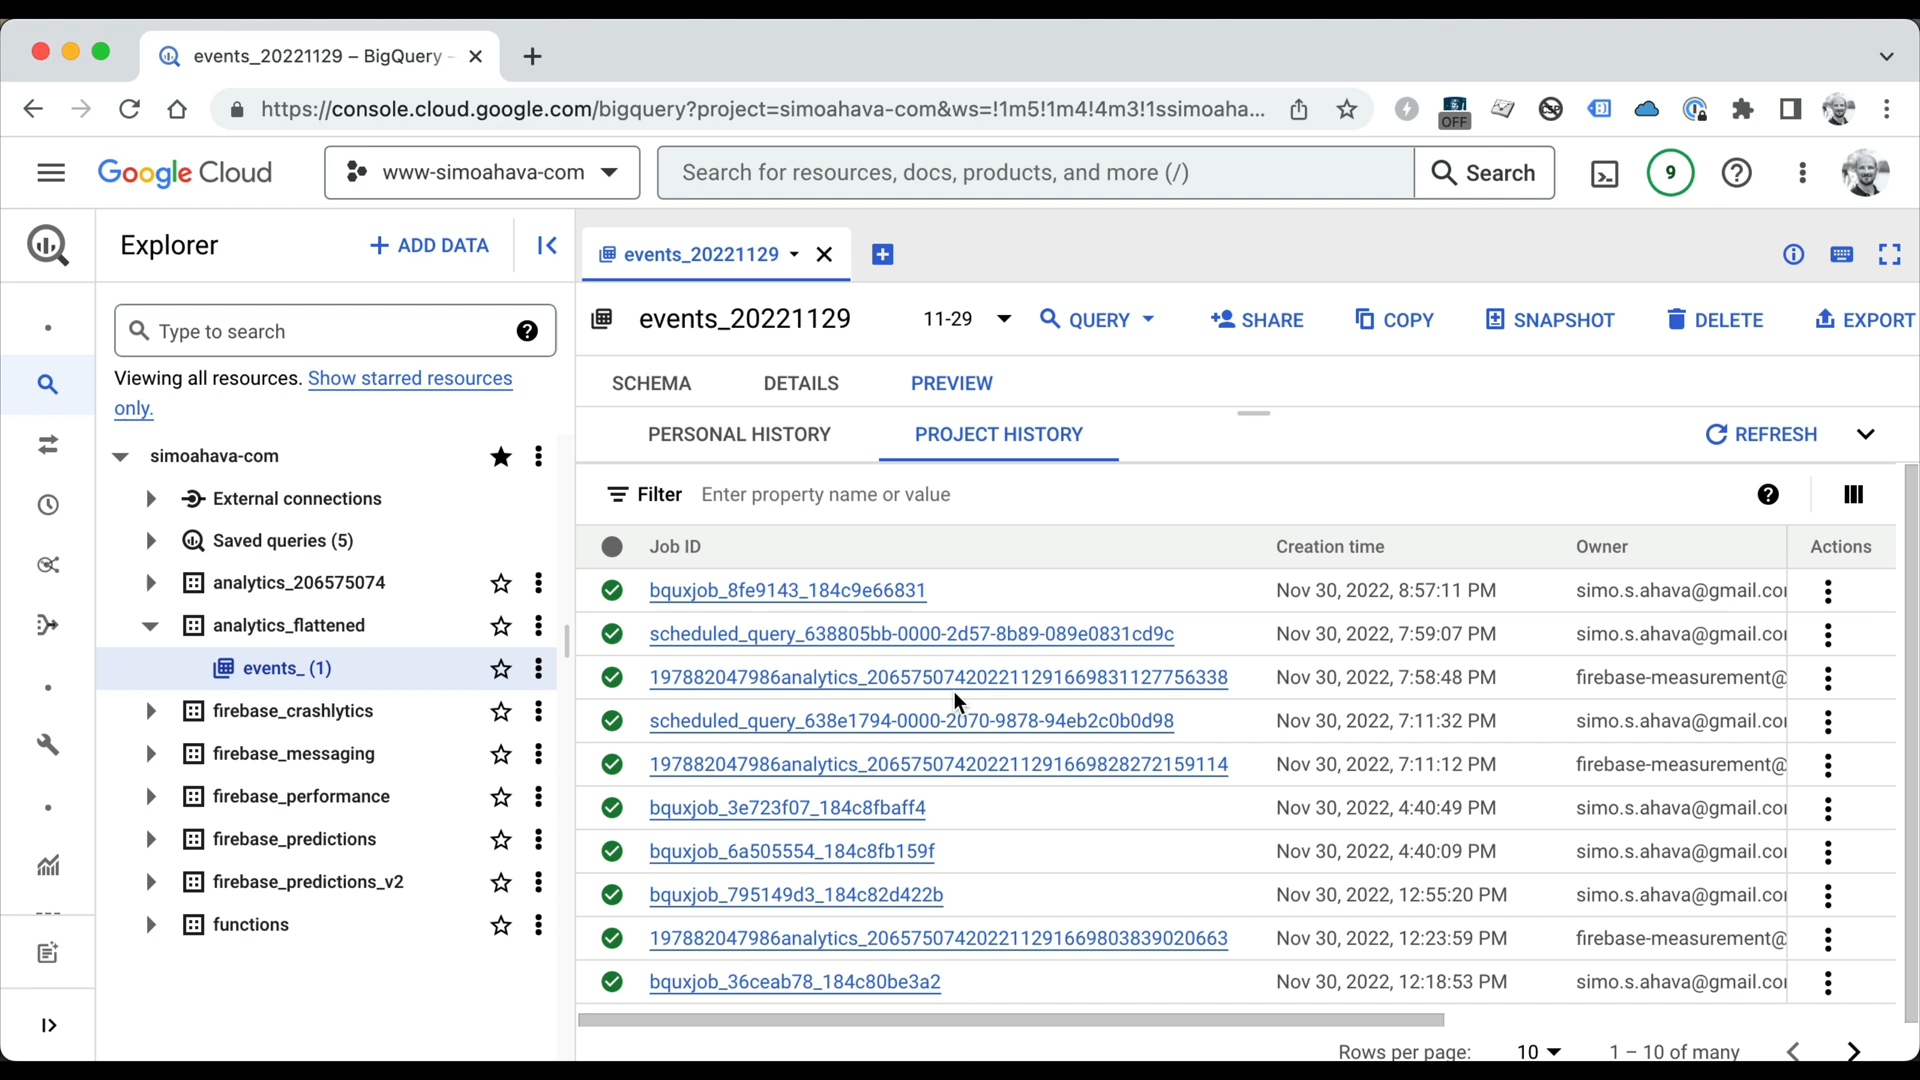 events_20221129 – BigQuery -
https://console.cloud.google.com/bigquery?project=simoahava-com&ws=!1m5!1m4!4m3!1ssimoaha...
OFF
Google Cloud
www-simoahava-com
Search for resources, docs, products, and more (/)
Search
9
Explorer
+ ADD DATA
events_20221129
Type to search
events_20221129
11-29
QUERY
SHARE
COPY
SNAPSHOT
DELETE
EXPORT
Viewing all resources. Show starred resources
only.
SCHEMA
DETAILS
PREVIEW
PERSONAL HISTORY
PROJECT HISTORY
REFRESH
simoahava-com
External connections
Saved queries (5)
analytics_206575074
analytics_flattened
events_ (1)
firebase_crashlytics
firebase_messaging
firebase_performance
firebase_predictions
firebase_predictions_v2
functions
Filter Enter property name or value
Job ID Creation time Owner Actions
bquxjob_8fe9143_184c9e66831 Nov 30, 2022, 8:57:11 PM simo.s.ahava@gmail.co
scheduled_query_638805bb-0000-2d57-8b89-089e0831cd9c Nov 30, 2022, 7:59:07 PM simo.s.ahava@gmail.co
197882047986analytics_206575074202211291669831127756338 Nov 30, 2022, 7:58:48 PM firebase-measurement@
scheduled_query_638e1794-0000-2070-9878-94eb2c0b0d98 Nov 30, 2022, 7:11:32 PM simo.s.ahava@gmail.co
197882047986analytics_206575074202211291669828272159114 Nov 30, 2022, 7:11:12 PM firebase-measurement@
bquxjob_3e723f07_184c8fbaff4 Nov 30, 2022, 4:40:49 PM simo.s.ahava@gmail.co
bquxjob_6a505554_184c8fb159f Nov 30, 2022, 4:40:09 PM simo.s.ahava@gmail.co
bquxjob_795149d3_184c82d422b Nov 30, 2022, 12:55:20 PM simo.s.ahava@gmail.co
197882047986analytics_206575074202211291669803839020663 Nov 30, 2022, 12:23:59 PM firebase-measurement@
bquxjob_36ceab78_184c80be3a2 Nov 30, 2022, 12:18:53 PM simo.s.ahava@gmail.co
Rows per page: 10 1 – 10 of many